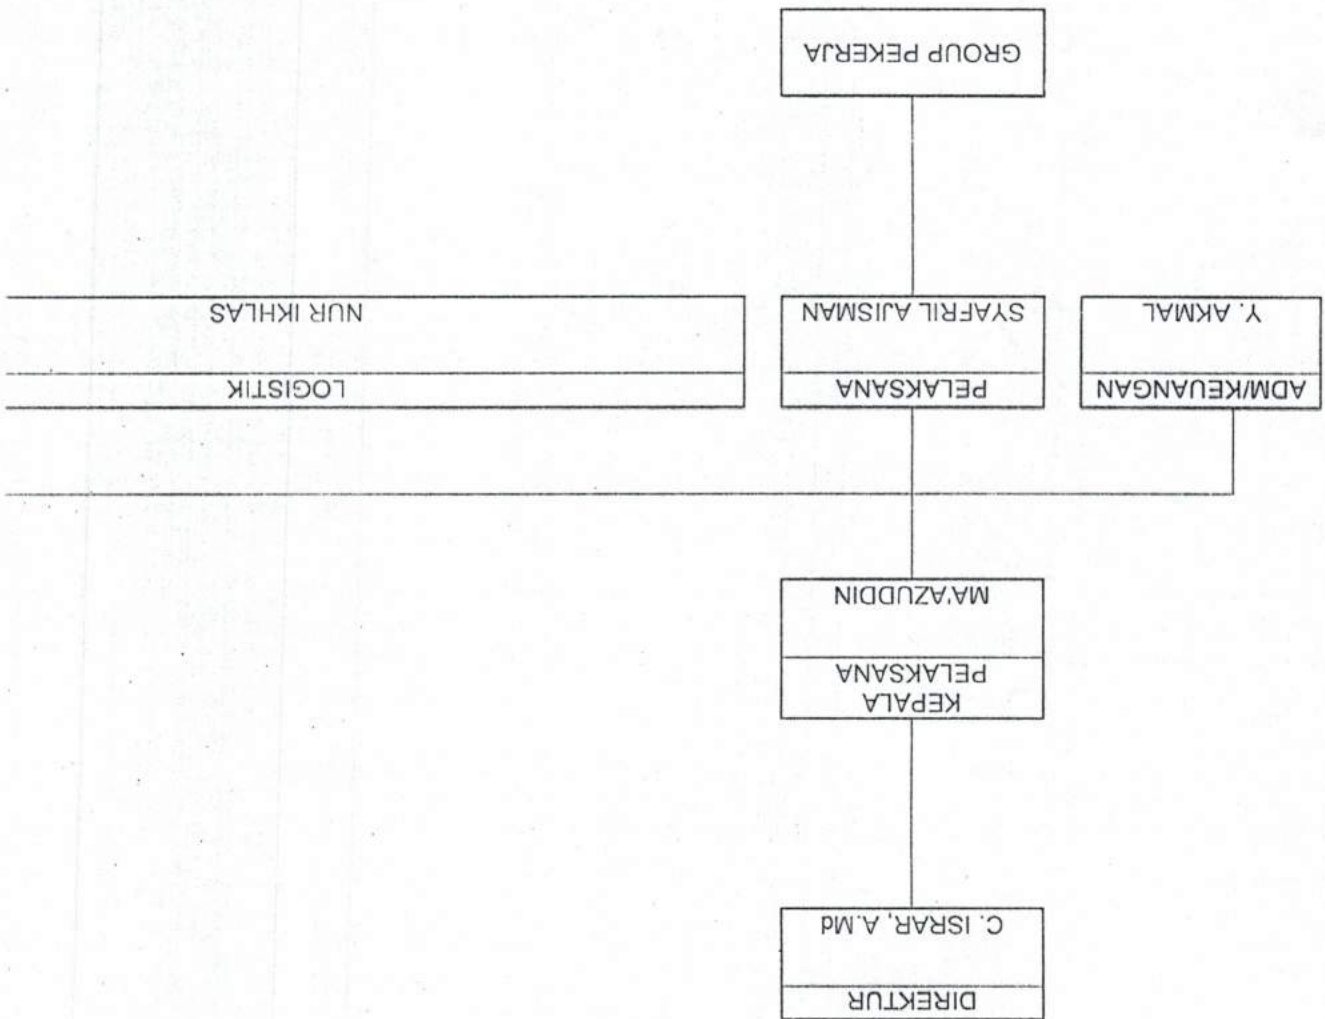 DIREKTUR
C. ISRAR, A.Md
KEPALA
PELAKSANA
MA'AZUDDIN
ADM/KEUANGAN
Y. AKMAL
PELAKSANA
SYAFRIL AJISMAN
LOGISTIK
NUR IKHLAS
GROUP PEKERJA